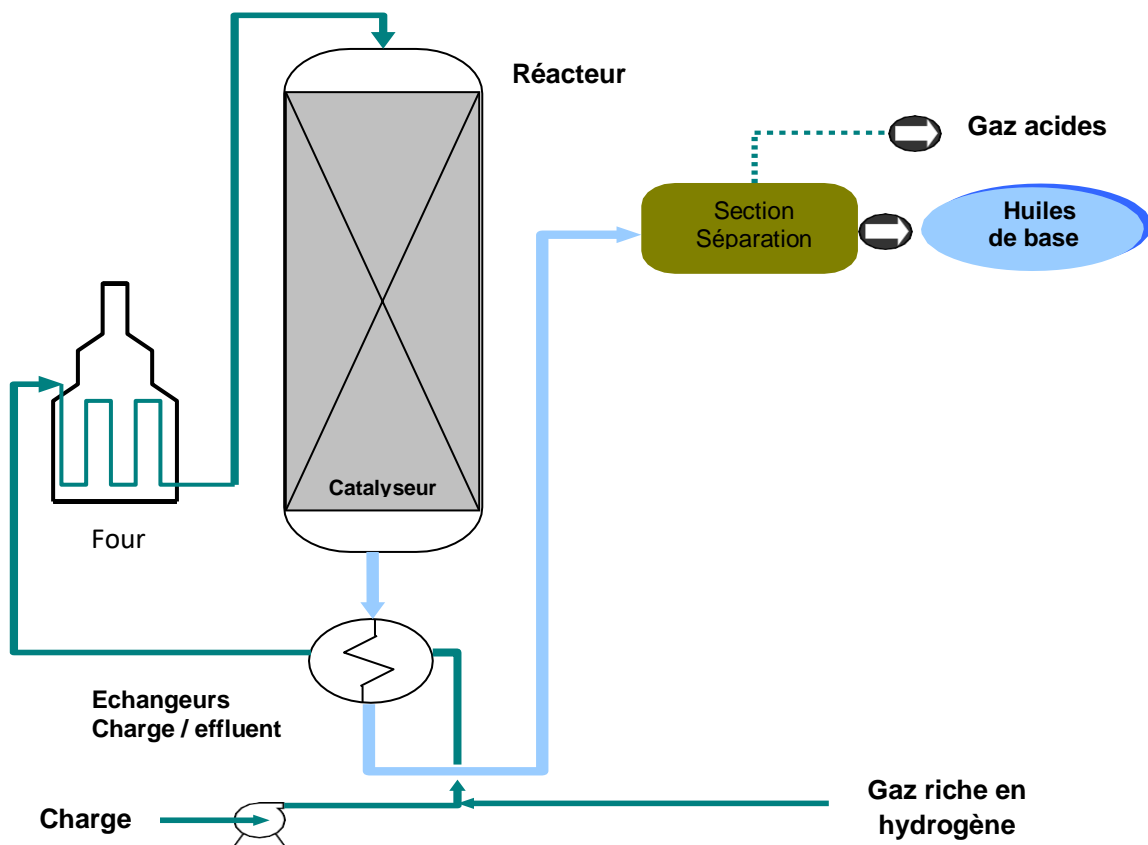 Réacteur
Gaz acides
Section
Séparation
Huiles
de base
Catalyseur
Four
Echangeurs
Charge / effluent
Charge
Gaz riche en
hydrogène